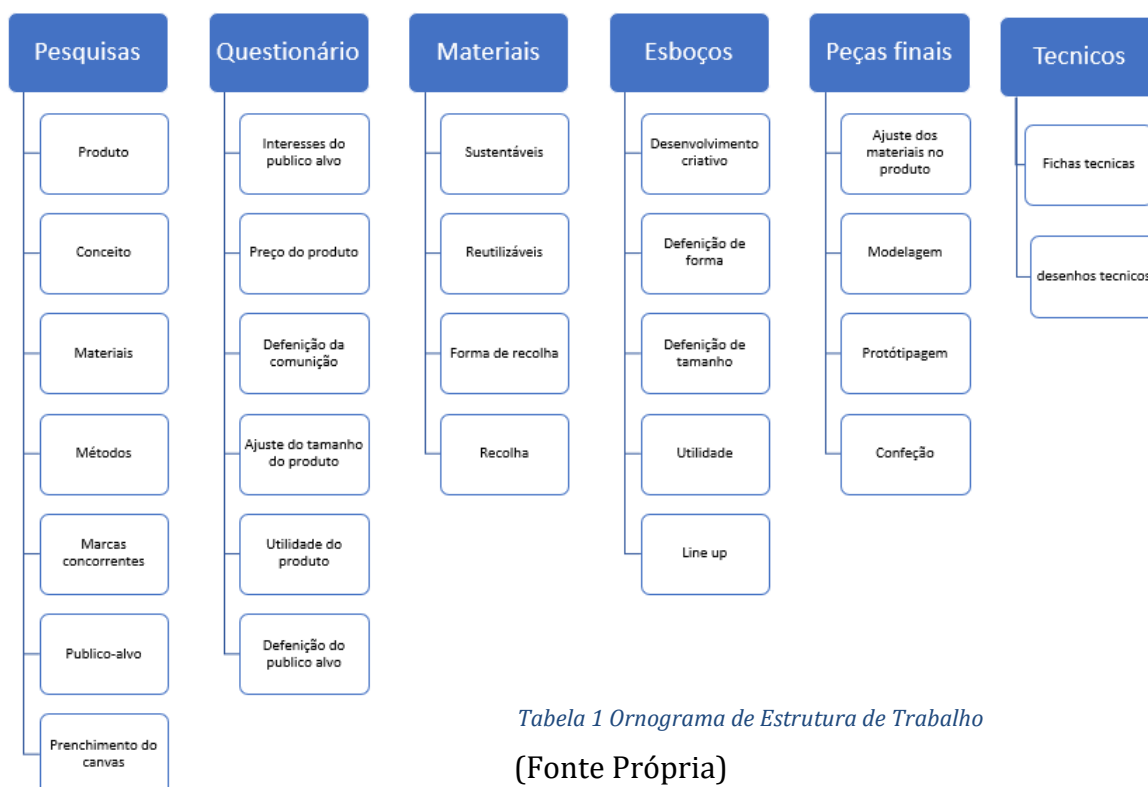 Pesquisas
Produto
Conceito
Materiais
Métodos
Marcas
concorrentes
Publico-alvo
Prenchimento do
canvas
Questionário
Interesses do
publico alvo
Preço do produto
Defenição da
comunição
Ajuste do tamanho
do produto
Utilidade do
produto
Defenição do
publico alvo
Materiais
Sustentáveis
Reutilizáveis
Forma de recolha
Recolha
Esboços
Desenvolvimento
criativo
Defenição de
forma
Defenição de
tamanho
Utilidade
Line up
Peças finais
Ajuste dos
materiais no
produto
Modelagem
Protótipagem
Confeção
Tecnicos
Fichas tecnicas
desenhos tecnicos
Tabela 1 Ornograma de Estrutura de Trabalho
(Fonte Própria)